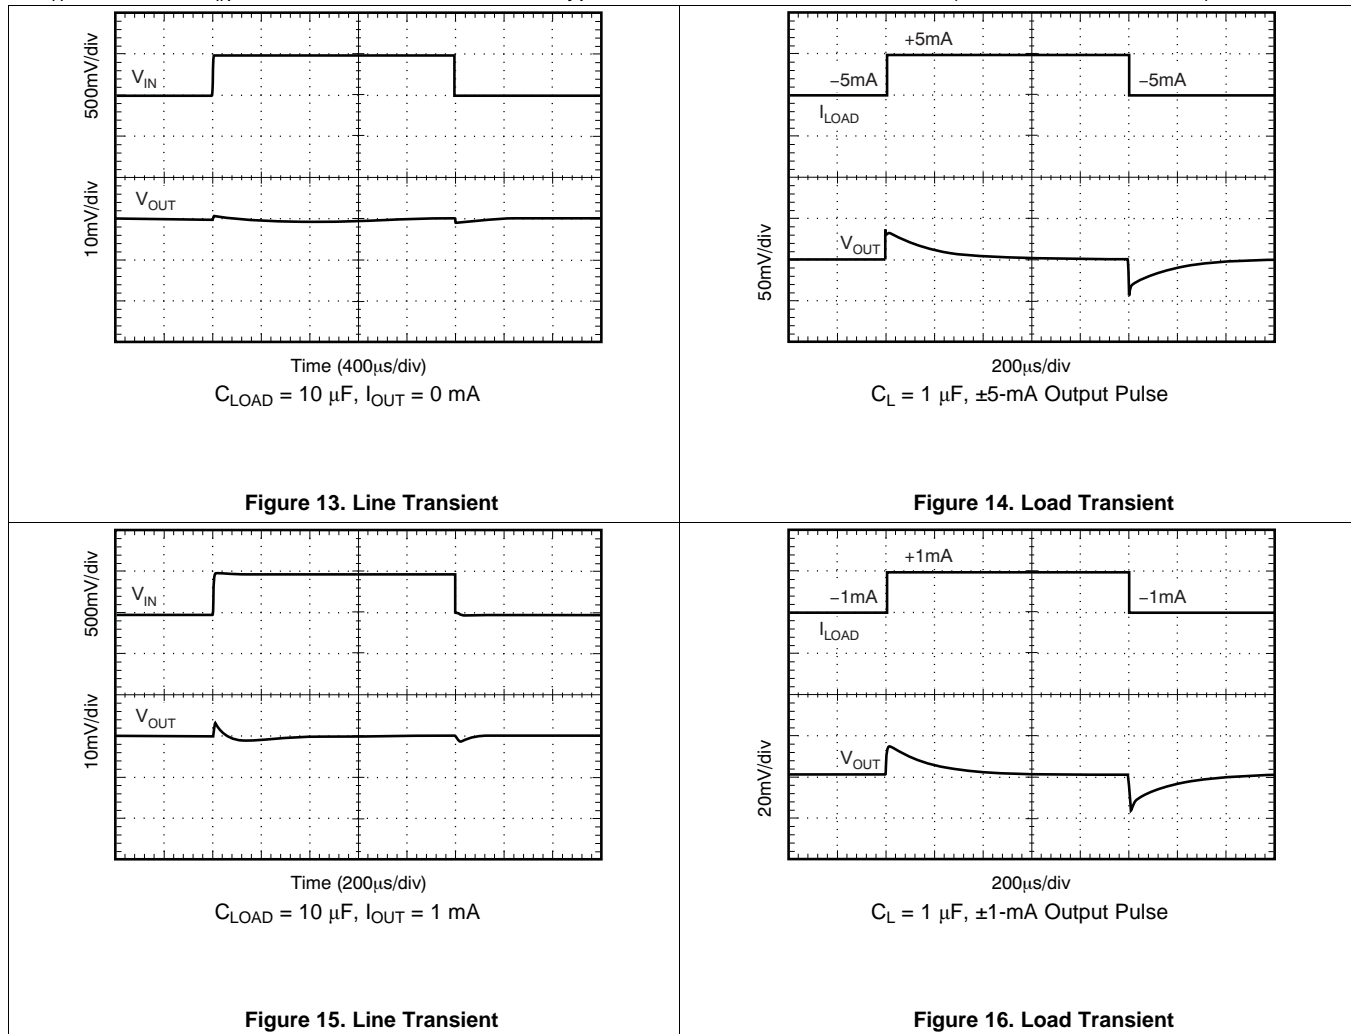 500mV/div
V_IN
10mV/div
V_OUT
Time (400μs/div)
C_LOAD = 10 μF, I_OUT = 0 mA
Figure 13. Line Transient
+5mA
−5mA
−5mA
I_LOAD
50mV/div
V_OUT
200μs/div
C_L = 1 μF, ±5-mA Output Pulse
Figure 14. Load Transient
500mV/div
V_IN
10mV/div
V_OUT
Time (200μs/div)
C_LOAD = 10 μF, I_OUT = 1 mA
Figure 15. Line Transient
+1mA
−1mA
−1mA
I_LOAD
20mV/div
V_OUT
200μs/div
C_L = 1 μF, ±1-mA Output Pulse
Figure 16. Load Transient